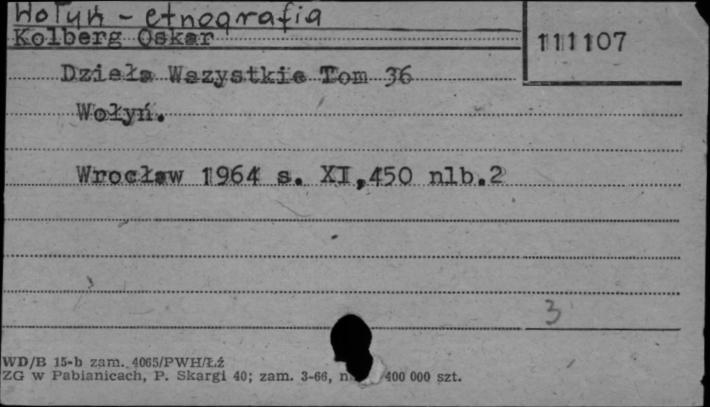 Wołyń - etnografia
Kolberg Oskar
111107
Dzieła Wszystkie Tom 36
Wołyń.
Wrocław 1964 s. XI,450 nlb.2
3
WD/B 15-b zam. 4065/PWH/Łź
ZG w Pabianicach, P. Skargi 40; zam. 3-66, 400 000 szt.